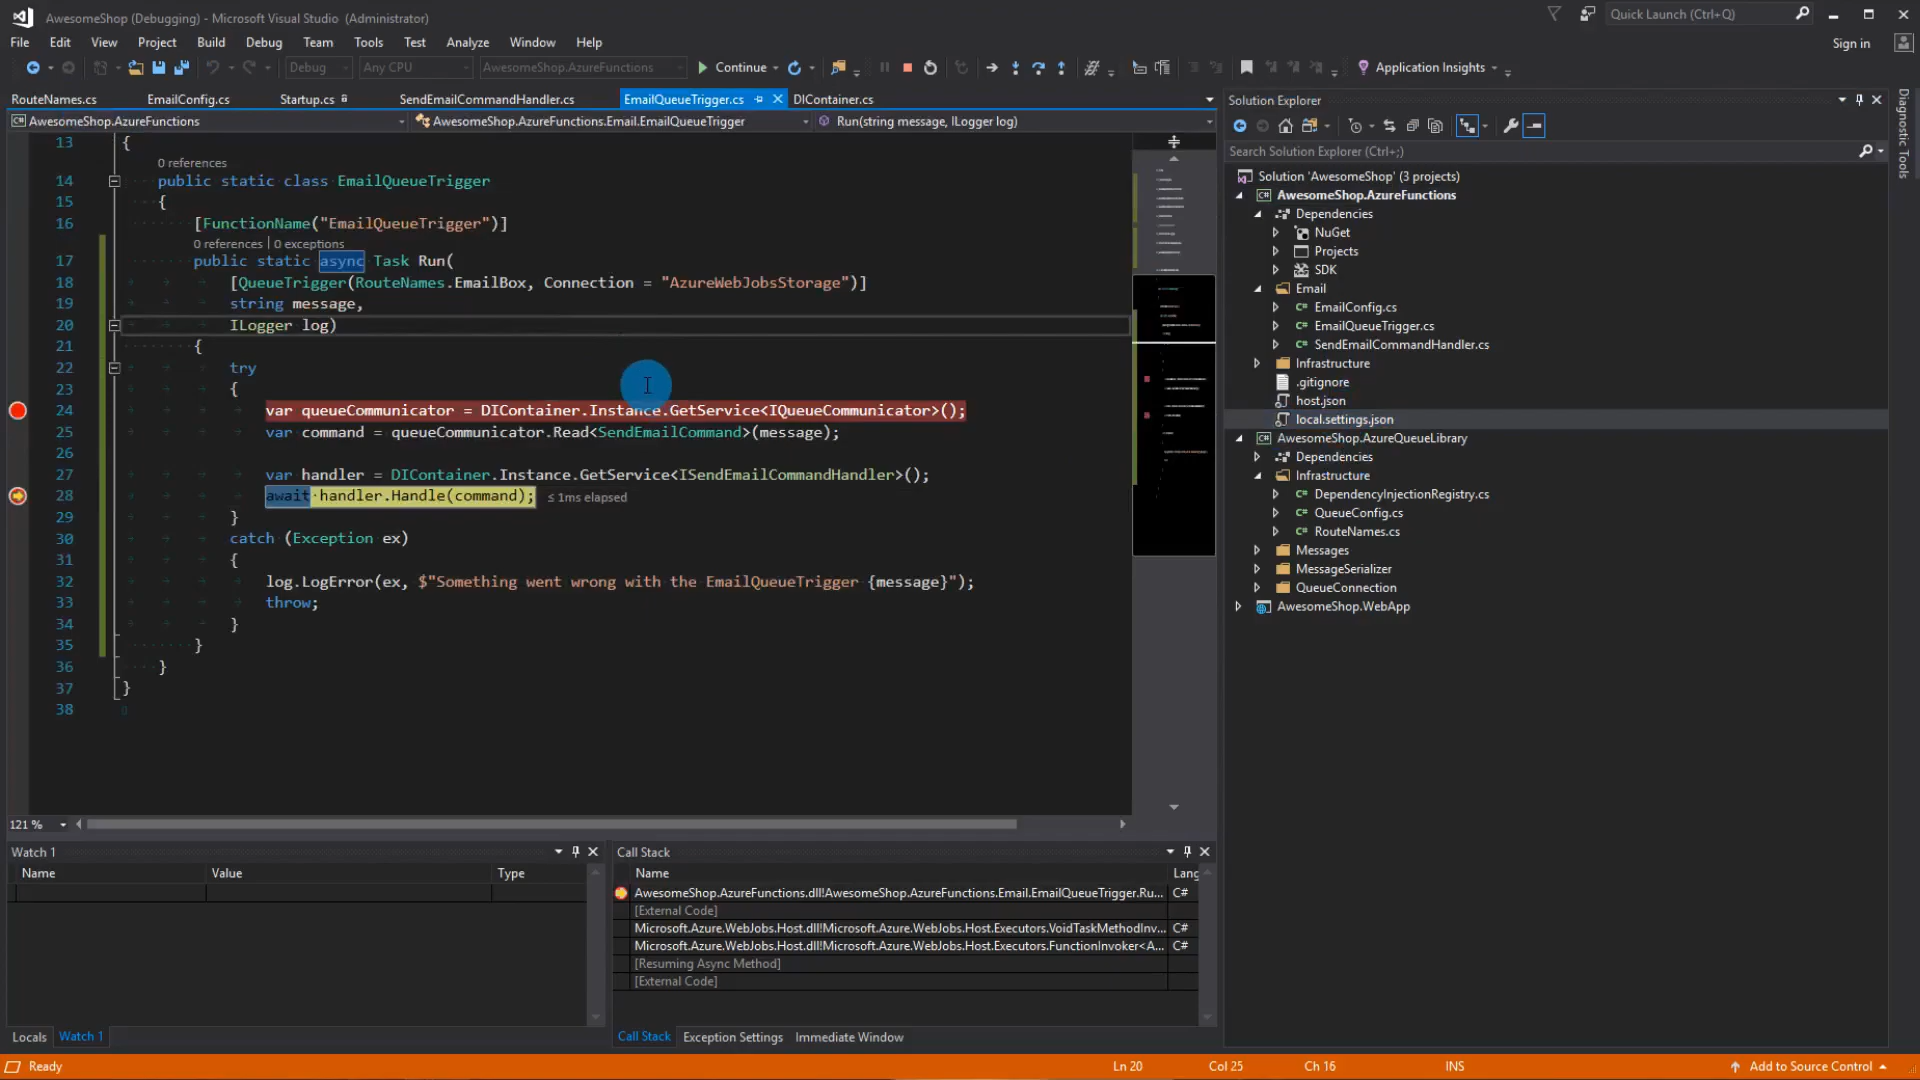 AwesomeShop (Debugging) - Microsoft Visual Studio (Administrator)
Quick Launch (Ctrl+Q)
File Edit View Project Build Debug Team Tools Test Analyze Window Help
Sign in
Debug Any CPU AwesomeShop.AzureFunctions Continue Application Insights
RouteNames.cs EmailConfig.cs Startup.cs SendEmailCommandHandler.cs EmailQueueTrigger.cs DIContainer.cs
AwesomeShop.AzureFunctions AwesomeShop.AzureFunctions.Email.EmailQueueTrigger Run(string message, ILogger log)
13 {
0 references
14 public static class EmailQueueTrigger
15 {
16 [FunctionName("EmailQueueTrigger")]
0 references | 0 exceptions
17 public static async Task Run(
18 [QueueTrigger(RouteNames.EmailBox, Connection = "AzureWebJobsStorage")]
19 string message,
20 ILogger log)
21 {
22 try
23 {
24 var queueCommunicator = DIContainer.Instance.GetService<IQueueCommunicator>();
25 var command = queueCommunicator.Read<SendEmailCommand>(message);
26
27 var handler = DIContainer.Instance.GetService<ISendEmailCommandHandler>();
28 await handler.Handle(command); ≤ 1ms elapsed
29 }
30 catch (Exception ex)
31 {
32 log.LogError(ex, $"Something went wrong with the EmailQueueTrigger {message}");
33 throw;
34 }
35 }
36 }
37 }
38
121 %
Solution Explorer
Search Solution Explorer (Ctrl+;)
Solution 'AwesomeShop' (3 projects)
AwesomeShop.AzureFunctions
Dependencies
NuGet
Projects
SDK
Email
EmailConfig.cs
EmailQueueTrigger.cs
SendEmailCommandHandler.cs
Infrastructure
.gitignore
host.json
local.settings.json
AwesomeShop.AzureQueueLibrary
Dependencies
Infrastructure
DependencyInjectionRegistry.cs
QueueConfig.cs
RouteNames.cs
Messages
MessageSerializer
QueueConnection
AwesomeShop.WebApp
Diagnostic Tools
Watch 1
Name Value Type
Locals Watch 1
Call Stack
Name Lang
AwesomeShop.AzureFunctions.dll!AwesomeShop.AzureFunctions.Email.EmailQueueTrigger.Ru... C#
[External Code]
Microsoft.Azure.WebJobs.Host.dll!Microsoft.Azure.WebJobs.Host.Executors.VoidTaskMethodInv... C#
Microsoft.Azure.WebJobs.Host.dll!Microsoft.Azure.WebJobs.Host.Executors.FunctionInvoker<A... C#
[Resuming Async Method]
[External Code]
Call Stack Exception Settings Immediate Window
Ready Ln 20 Col 25 Ch 16 INS Add to Source Control